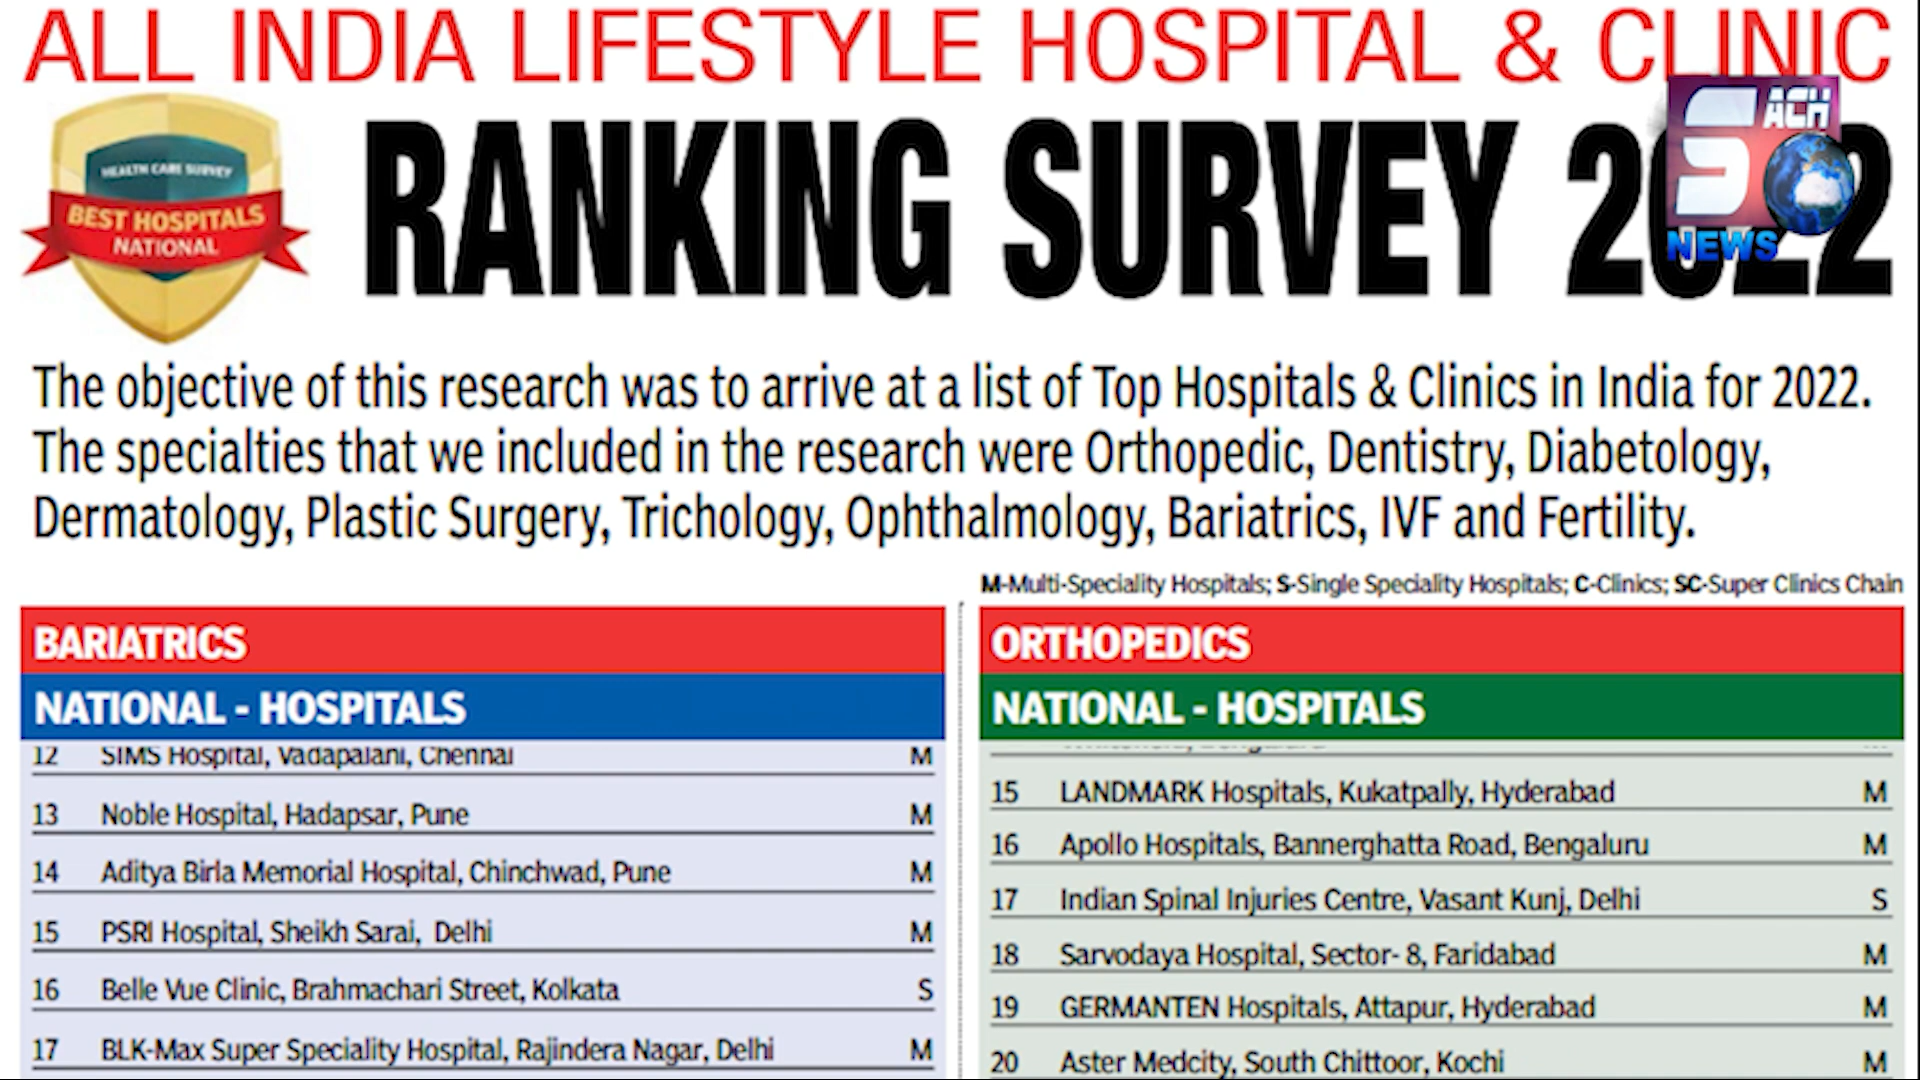 ALL INDIA LIFESTYLE HOSPITAL & CLINIC
HEALTH CARE SURVEY
BEST HOSPITALS
NATIONAL
RANKING SURVEY 2022
SACH
NEWS
The objective of this research was to arrive at a list of Top Hospitals & Clinics in India for 2022.
The specialties that we included in the research were Orthopedic, Dentistry, Diabetology,
Dermatology, Plastic Surgery, Trichology, Ophthalmology, Bariatrics, IVF and Fertility.
M-Multi-Speciality Hospitals; S-Single Speciality Hospitals; C-Clinics; SC-Super Clinics Chain
BARIATRICS
NATIONAL - HOSPITALS
12 SIMS Hospital, Vadapalani, Chennai M
13 Noble Hospital, Hadapsar, Pune M
14 Aditya Birla Memorial Hospital, Chinchwad, Pune M
15 PSRI Hospital, Sheikh Sarai, Delhi M
16 Belle Vue Clinic, Brahmachari Street, Kolkata S
17 BLK-Max Super Speciality Hospital, Rajindera Nagar, Delhi M
ORTHOPEDICS
NATIONAL - HOSPITALS
15 LANDMARK Hospitals, Kukatpally, Hyderabad M
16 Apollo Hospitals, Bannerghatta Road, Bengaluru M
17 Indian Spinal Injuries Centre, Vasant Kunj, Delhi S
18 Sarvodaya Hospital, Sector- 8, Faridabad M
19 GERMANTEN Hospitals, Attapur, Hyderabad M
20 Aster Medcity, South Chittoor, Kochi M